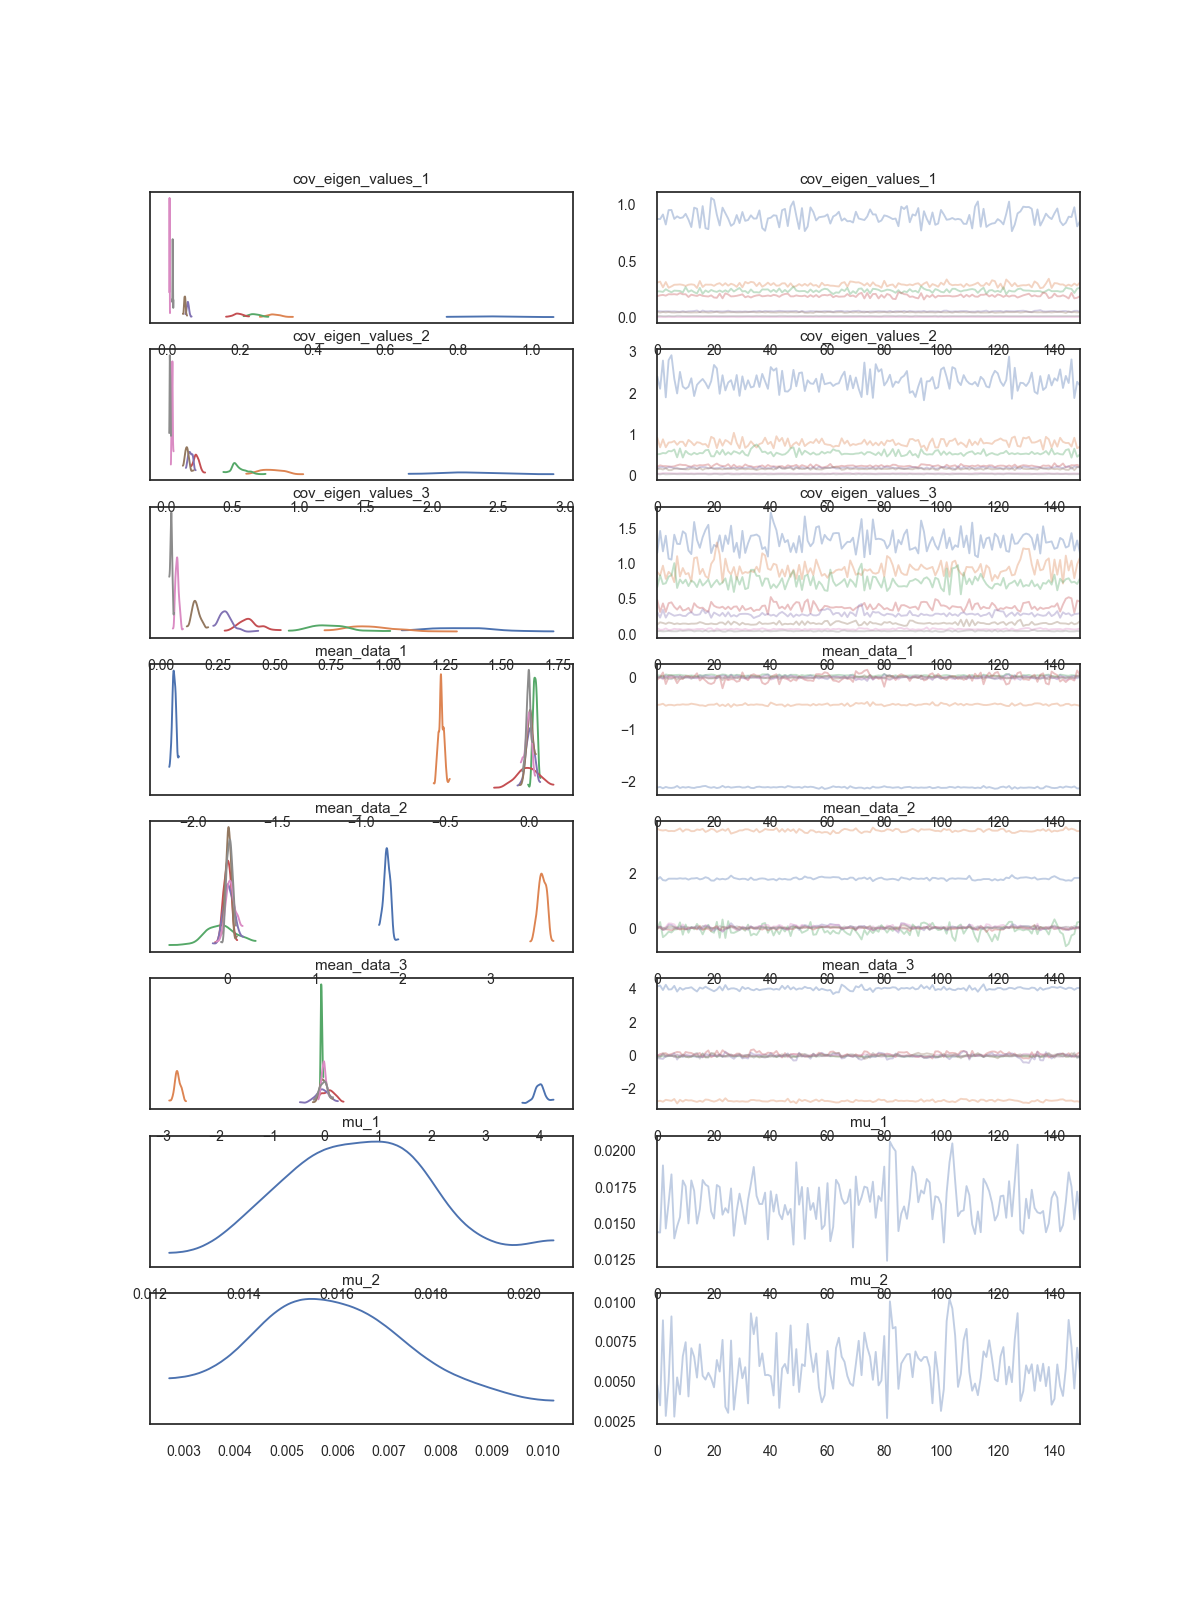 cov_eigen_values_1 cov_eigen_values_1
1.0
0.5
0.0
cov_eigen_values_2 cov_eigen_values_2
0.0 0.2 0.4 0.6 0.8 1.0 0 20 40 60 80 100 120 140
3
2
1
0
cov_eigen_values_3 cov_eigen_values_3
0.0 0.5 1.0 1.5 2.0 2.5 3.0 0 20 40 60 80 100 120 140
1.5
1.0
0.5
0.0
mean_data_1 mean_data_1
0.00 0.25 0.50 0.75 1.00 1.25 1.50 1.75 0 20 40 60 80 100 120 140
0
−1
−2
mean_data_2 mean_data_2
−2.0 −1.5 −1.0 −0.5 0.0 0 20 40 60 80 100 120 140
2
0
mean_data_3 mean_data_3
0 1 2 3 0 20 40 60 80 100 120 140
4
2
0
−2
mu_1 mu_1
−3 −2 −1 0 1 2 3 4 0 20 40 60 80 100 120 140
0.0200
0.0175
0.0150
0.0125
mu_2 mu_2
0.012 0.014 0.016 0.018 0.020 0 20 40 60 80 100 120 140
0.0100
0.0075
0.0050
0.0025
0.003 0.004 0.005 0.006 0.007 0.008 0.009 0.010 0 20 40 60 80 100 120 140